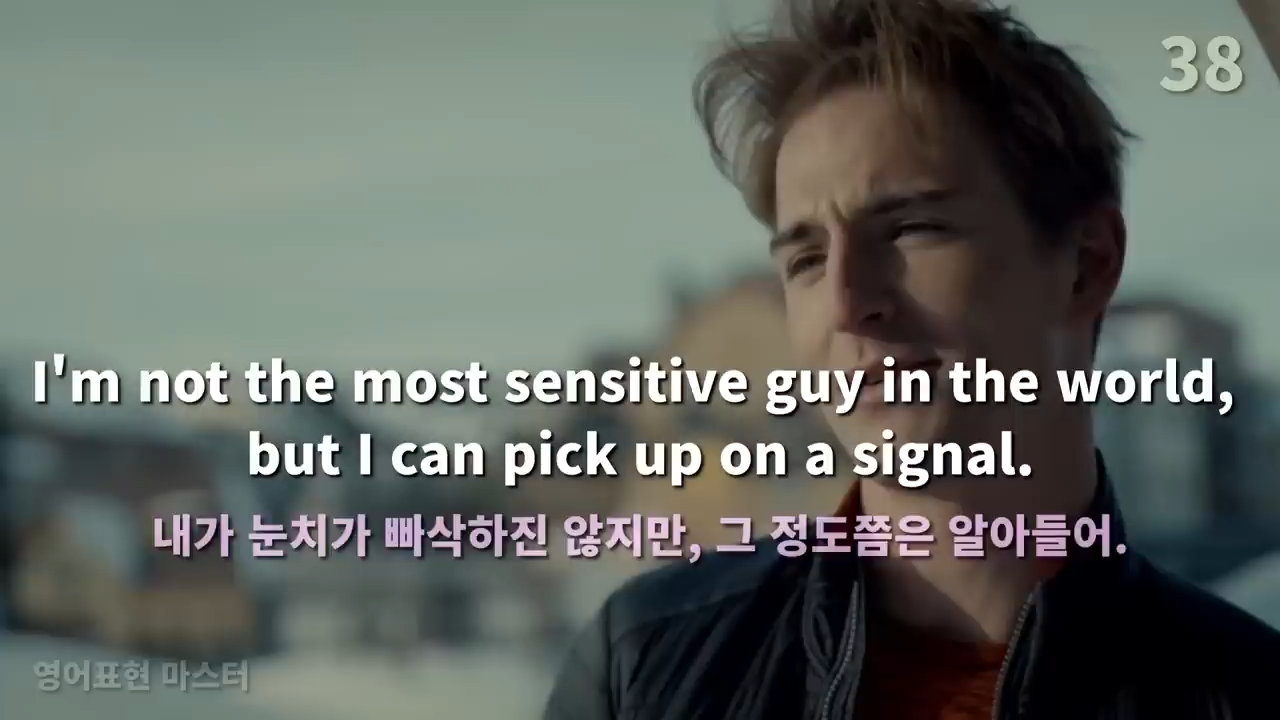 38
I'm not the most sensitive guy in the world,
but I can pick up on a signal.
내가 눈치가 빠삭하진 않지만, 그 정도쯤은 알아들어.
영어표현 마스터